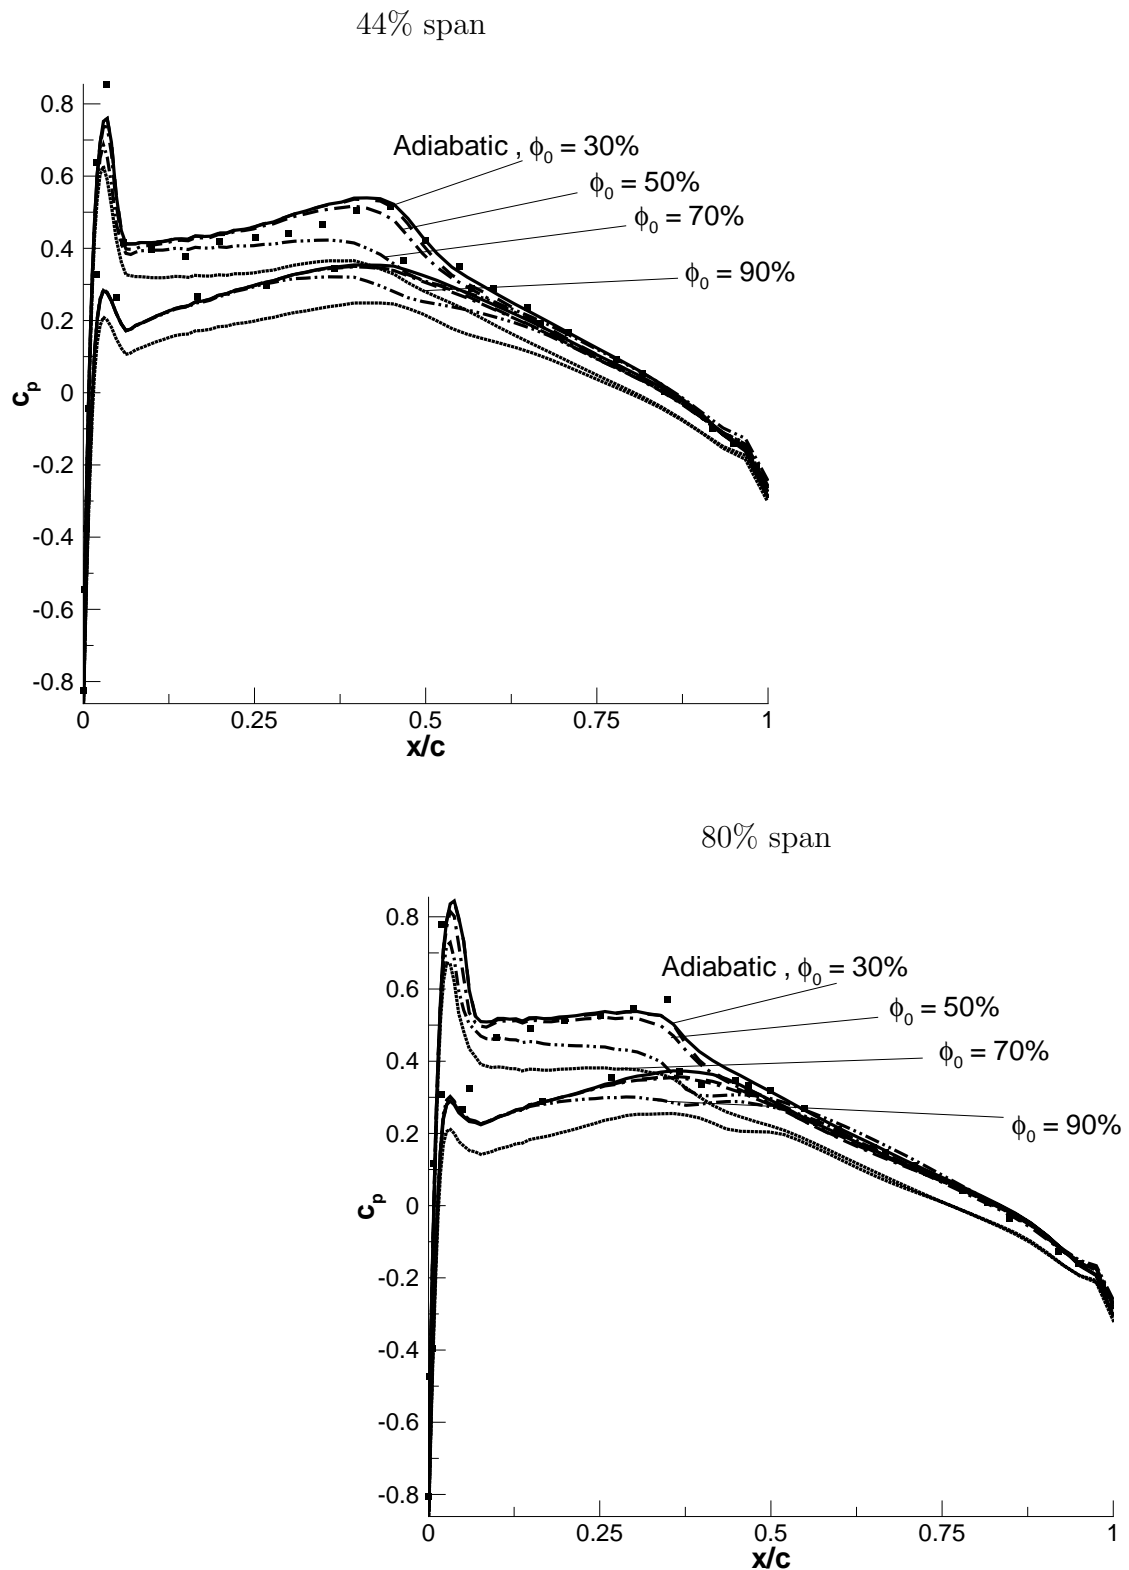 44% span
0.8
0.6
0.4
0.2
0
-0.2
-0.4
-0.6
-0.8
cₚ
Adiabatic , ϕ₀ = 30%
ϕ₀ = 50%
ϕ₀ = 70%
ϕ₀ = 90%
0 0.25 0.5 0.75 1
x/c
80% span
0.8
0.6
0.4
0.2
0
-0.2
-0.4
-0.6
-0.8
cₚ
Adiabatic , ϕ₀ = 30%
ϕ₀ = 50%
ϕ₀ = 70%
ϕ₀ = 90%
0 0.25 0.5 0.75 1
x/c